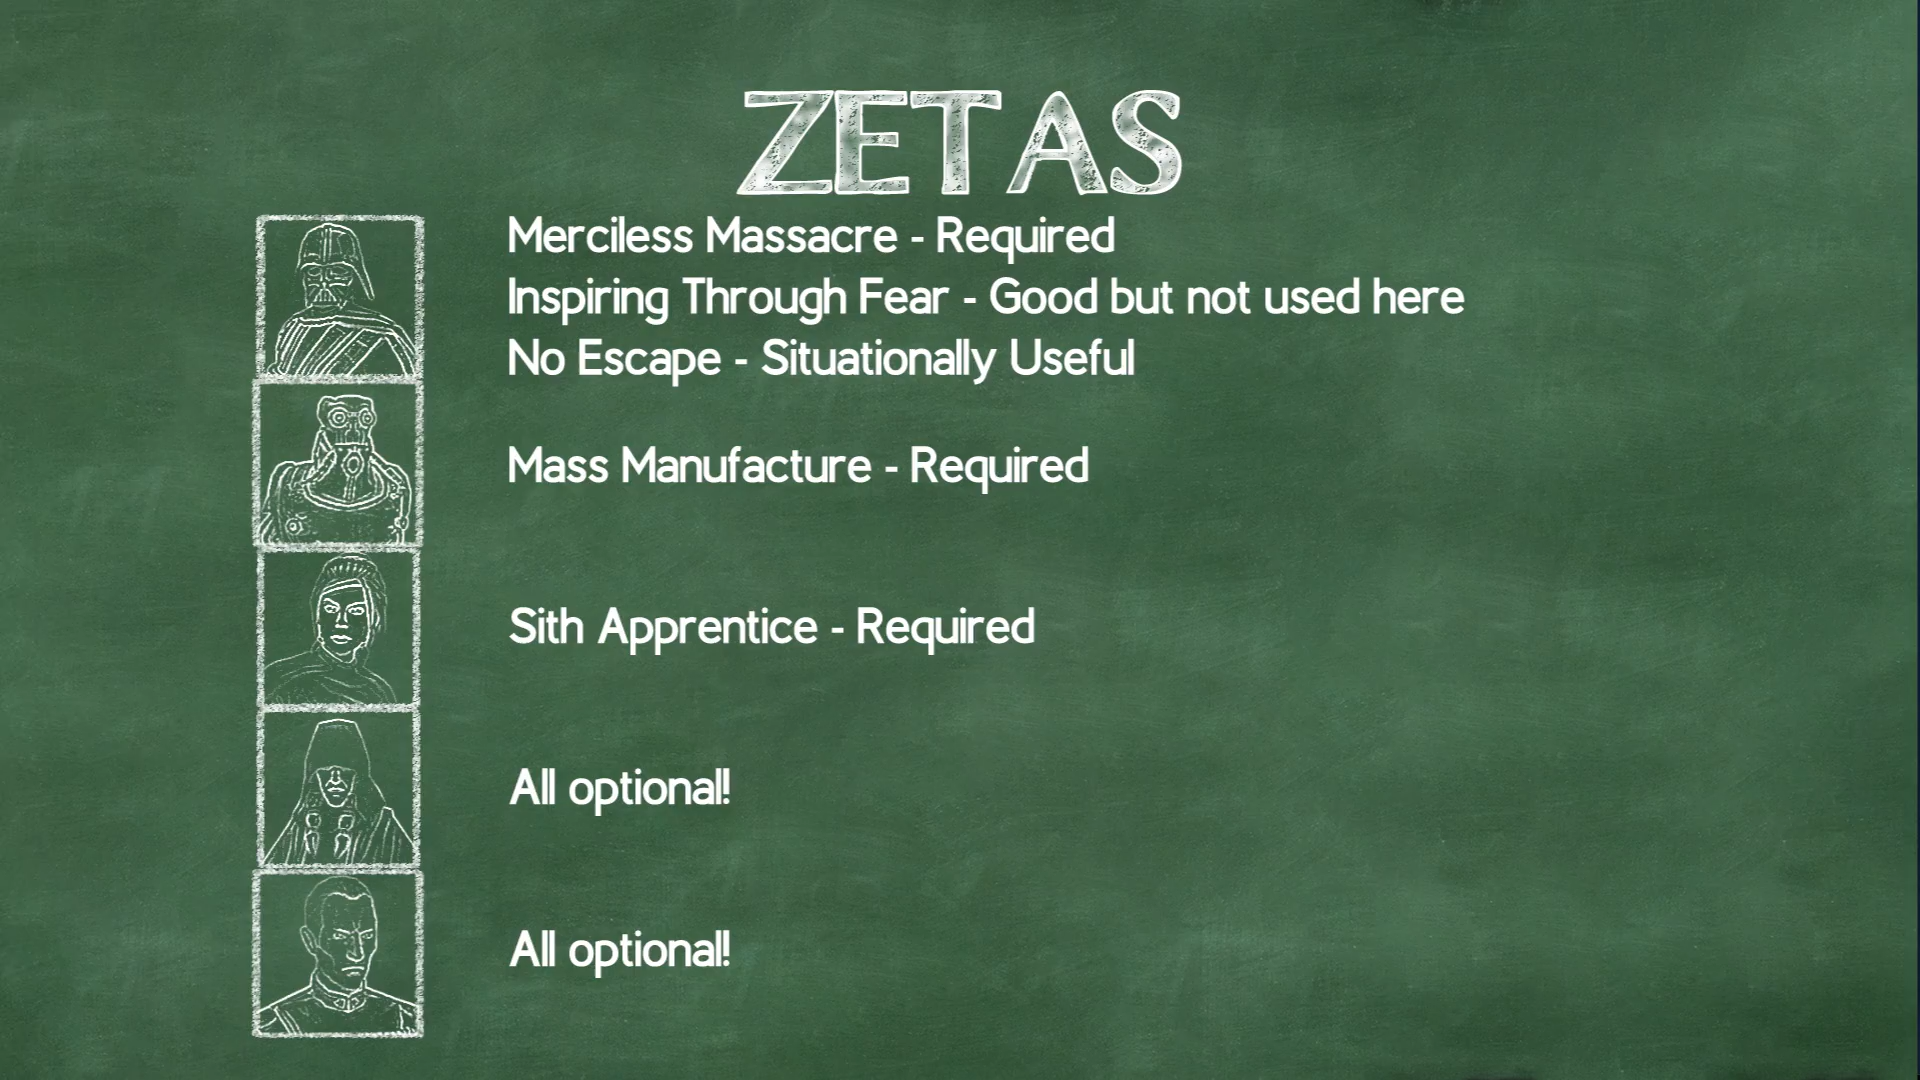 ZETAS
Merciless Massacre - Required
Inspiring Through Fear - Good but not used here
No Escape - Situationally Useful
Mass Manufacture - Required
Sith Apprentice - Required
All optional!
All optional!